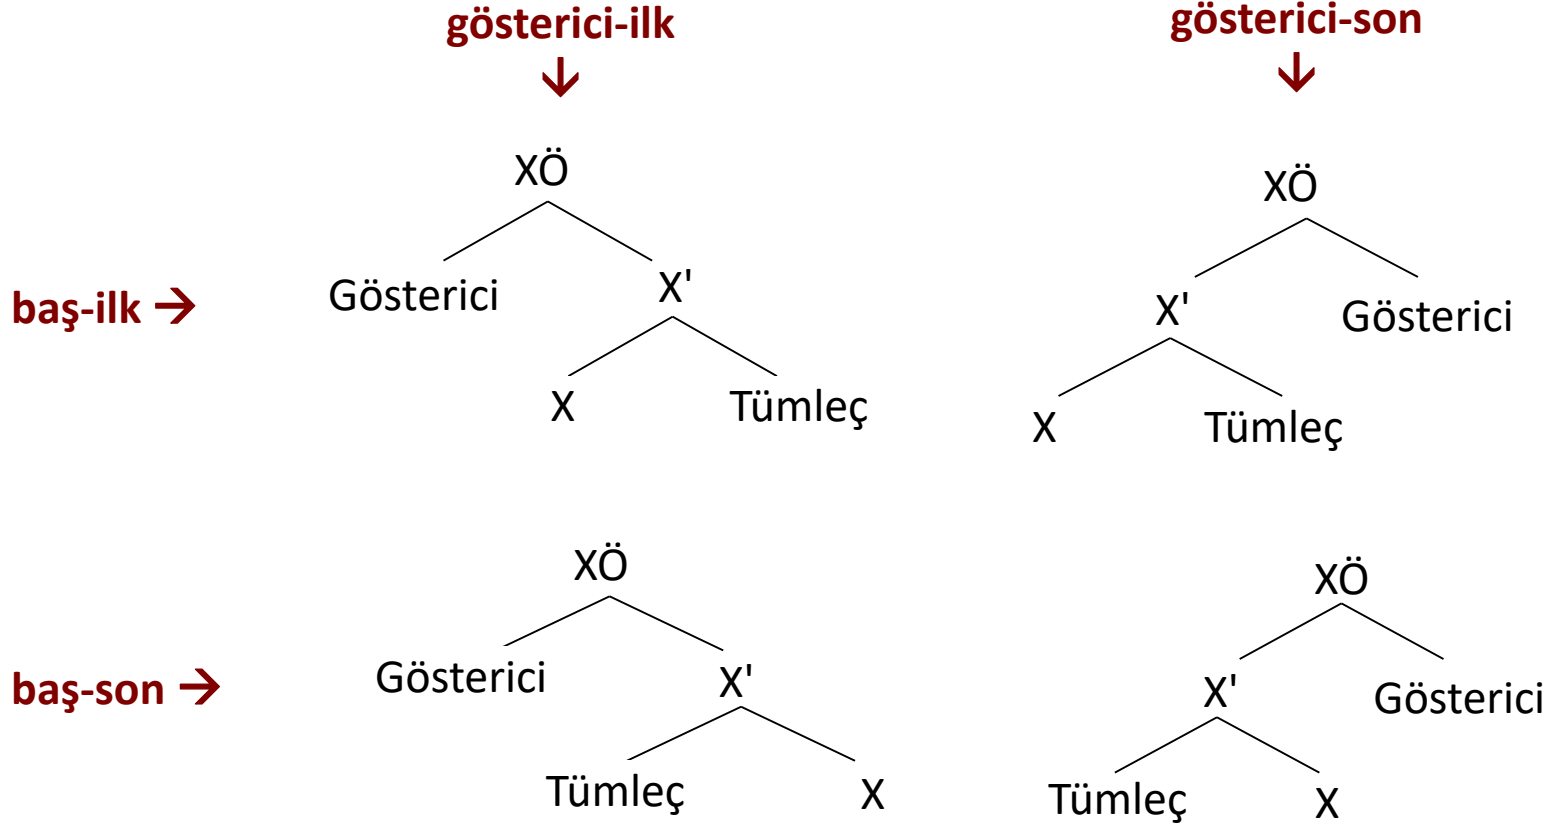 gösterici-ilk
gösterici-son
XÖ
XÖ
baş-ilk →
Gösterici
X'
X'
Gösterici
X
Tümleç
X
Tümleç
XÖ
XÖ
baş-son →
Gösterici
X'
X'
Gösterici
Tümleç
X
Tümleç
X